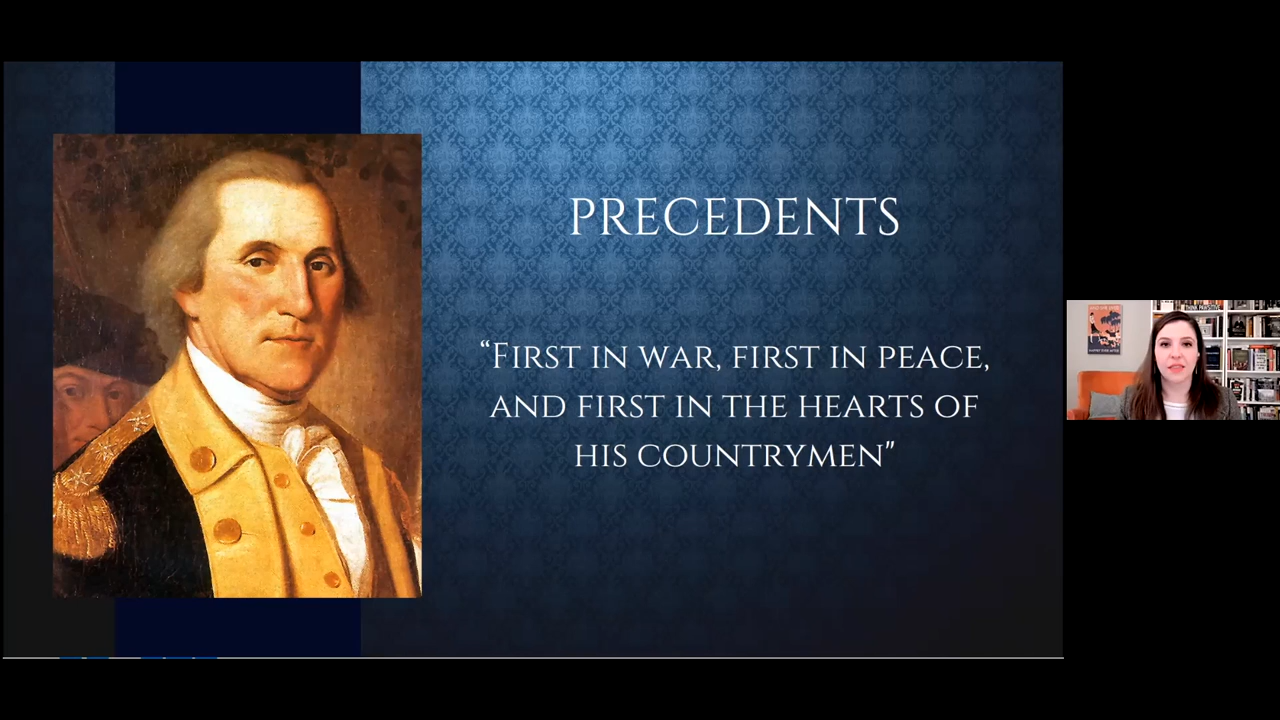 PRECEDENTS
“FIRST IN WAR, FIRST IN PEACE,
AND FIRST IN THE HEARTS OF
HIS COUNTRYMEN"